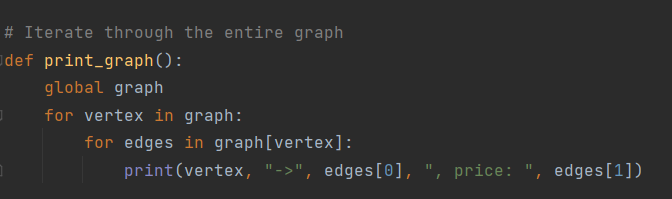 # Iterate through the entire graph
def print_graph():
    global graph
    for vertex in graph:
        for edges in graph[vertex]:
            print(vertex, "->", edges[0], ", price: ", edges[1])